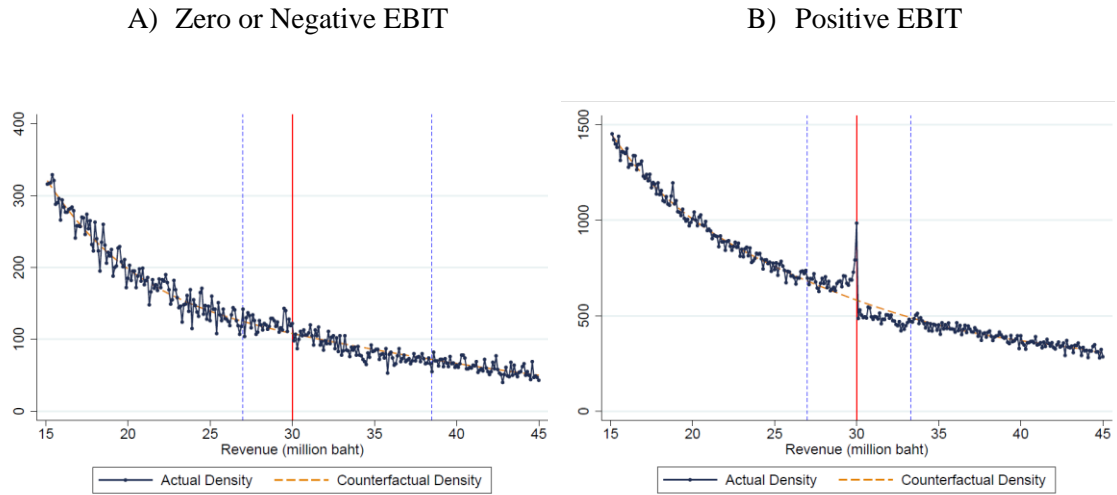 A) Zero or Negative EBIT
B) Positive EBIT
400
300
200
100
0
15
20
25
30
35
40
45
Revenue (million baht)
Actual Density
Counterfactual Density
1500
1000
500
0
15
20
25
30
35
40
45
Revenue (million baht)
Actual Density
Counterfactual Density